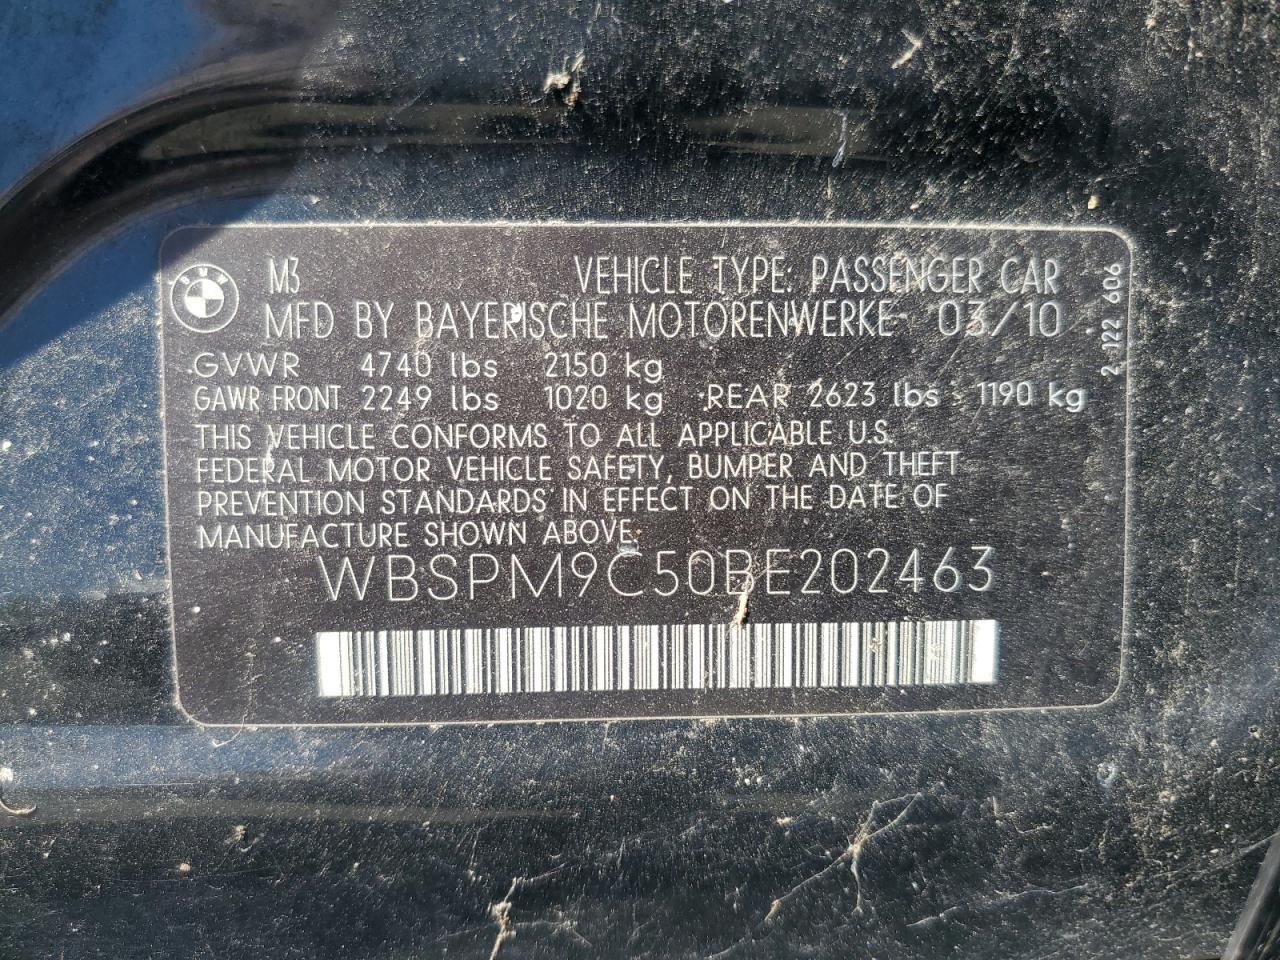 BMW
M3 VEHICLE TYPE: PASSENGER CAR
MFD BY BAYERISCHE MOTORENWERKE 03/10
GVWR 4740 lbs 2150 kg
GAWR FRONT 2249 lbs 1020 kg REAR 2623 lbs 1190 kg
THIS VEHICLE CONFORMS TO ALL APPLICABLE U.S.
FEDERAL MOTOR VEHICLE SAFETY, BUMPER AND THEFT
PREVENTION STANDARDS IN EFFECT ON THE DATE OF
MANUFACTURE SHOWN ABOVE.
WBSPM9C50BE202463
2 122 606